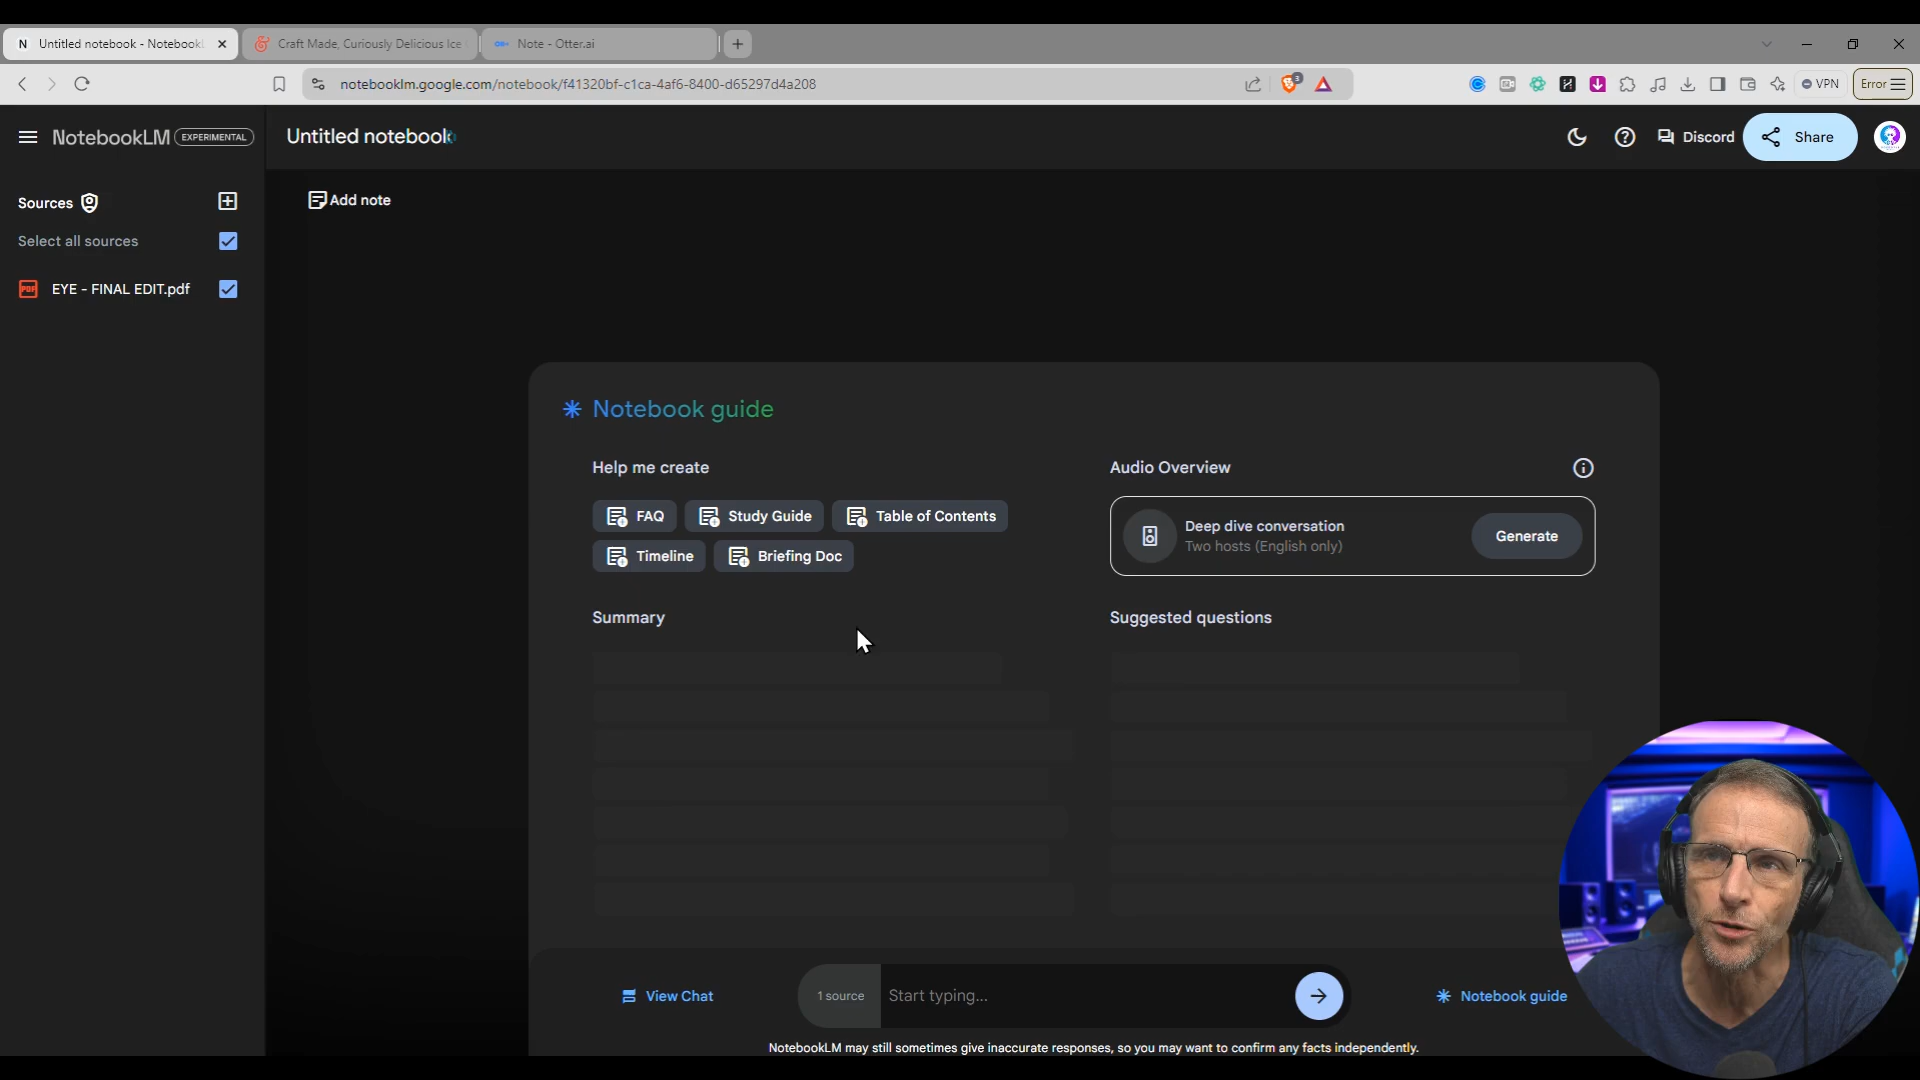 Untitled notebook - Notebookl
Craft Made, Curiously Delicious Ice
Note - Otter.ai
notebooklm.google.com/notebook/f41320bf-c1ca-4af6-8400-d65297d4a208
3
VPN
Error
NotebookLM
EXPERIMENTAL
Untitled notebook
Discord
Share
Sources
Add note
Select all sources
PDF
EYE - FINAL EDIT.pdf
Notebook guide
Help me create
Audio Overview
FAQ
Study Guide
Table of Contents
Deep dive conversation
Two hosts (English only)
Generate
Timeline
Briefing Doc
Summary
Suggested questions
View Chat
1 source
Start typing...
Notebook guide
NotebookLM may still sometimes give inaccurate responses, so you may want to confirm any facts independently.